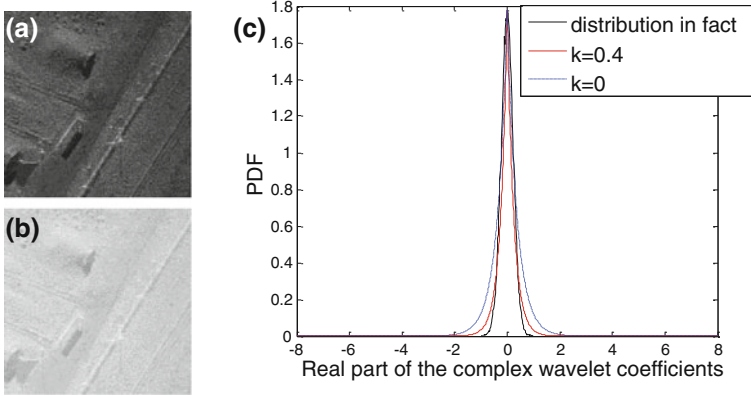 (a)
(b)
(c)
1.8
1.6
1.4
1.2
1
0.8
0.6
0.4
0.2
0
PDF
distribution in fact
k=0.4
k=0
-8 -6 -4 -2 0 2 4 6 8
Real part of the complex wavelet coefficients